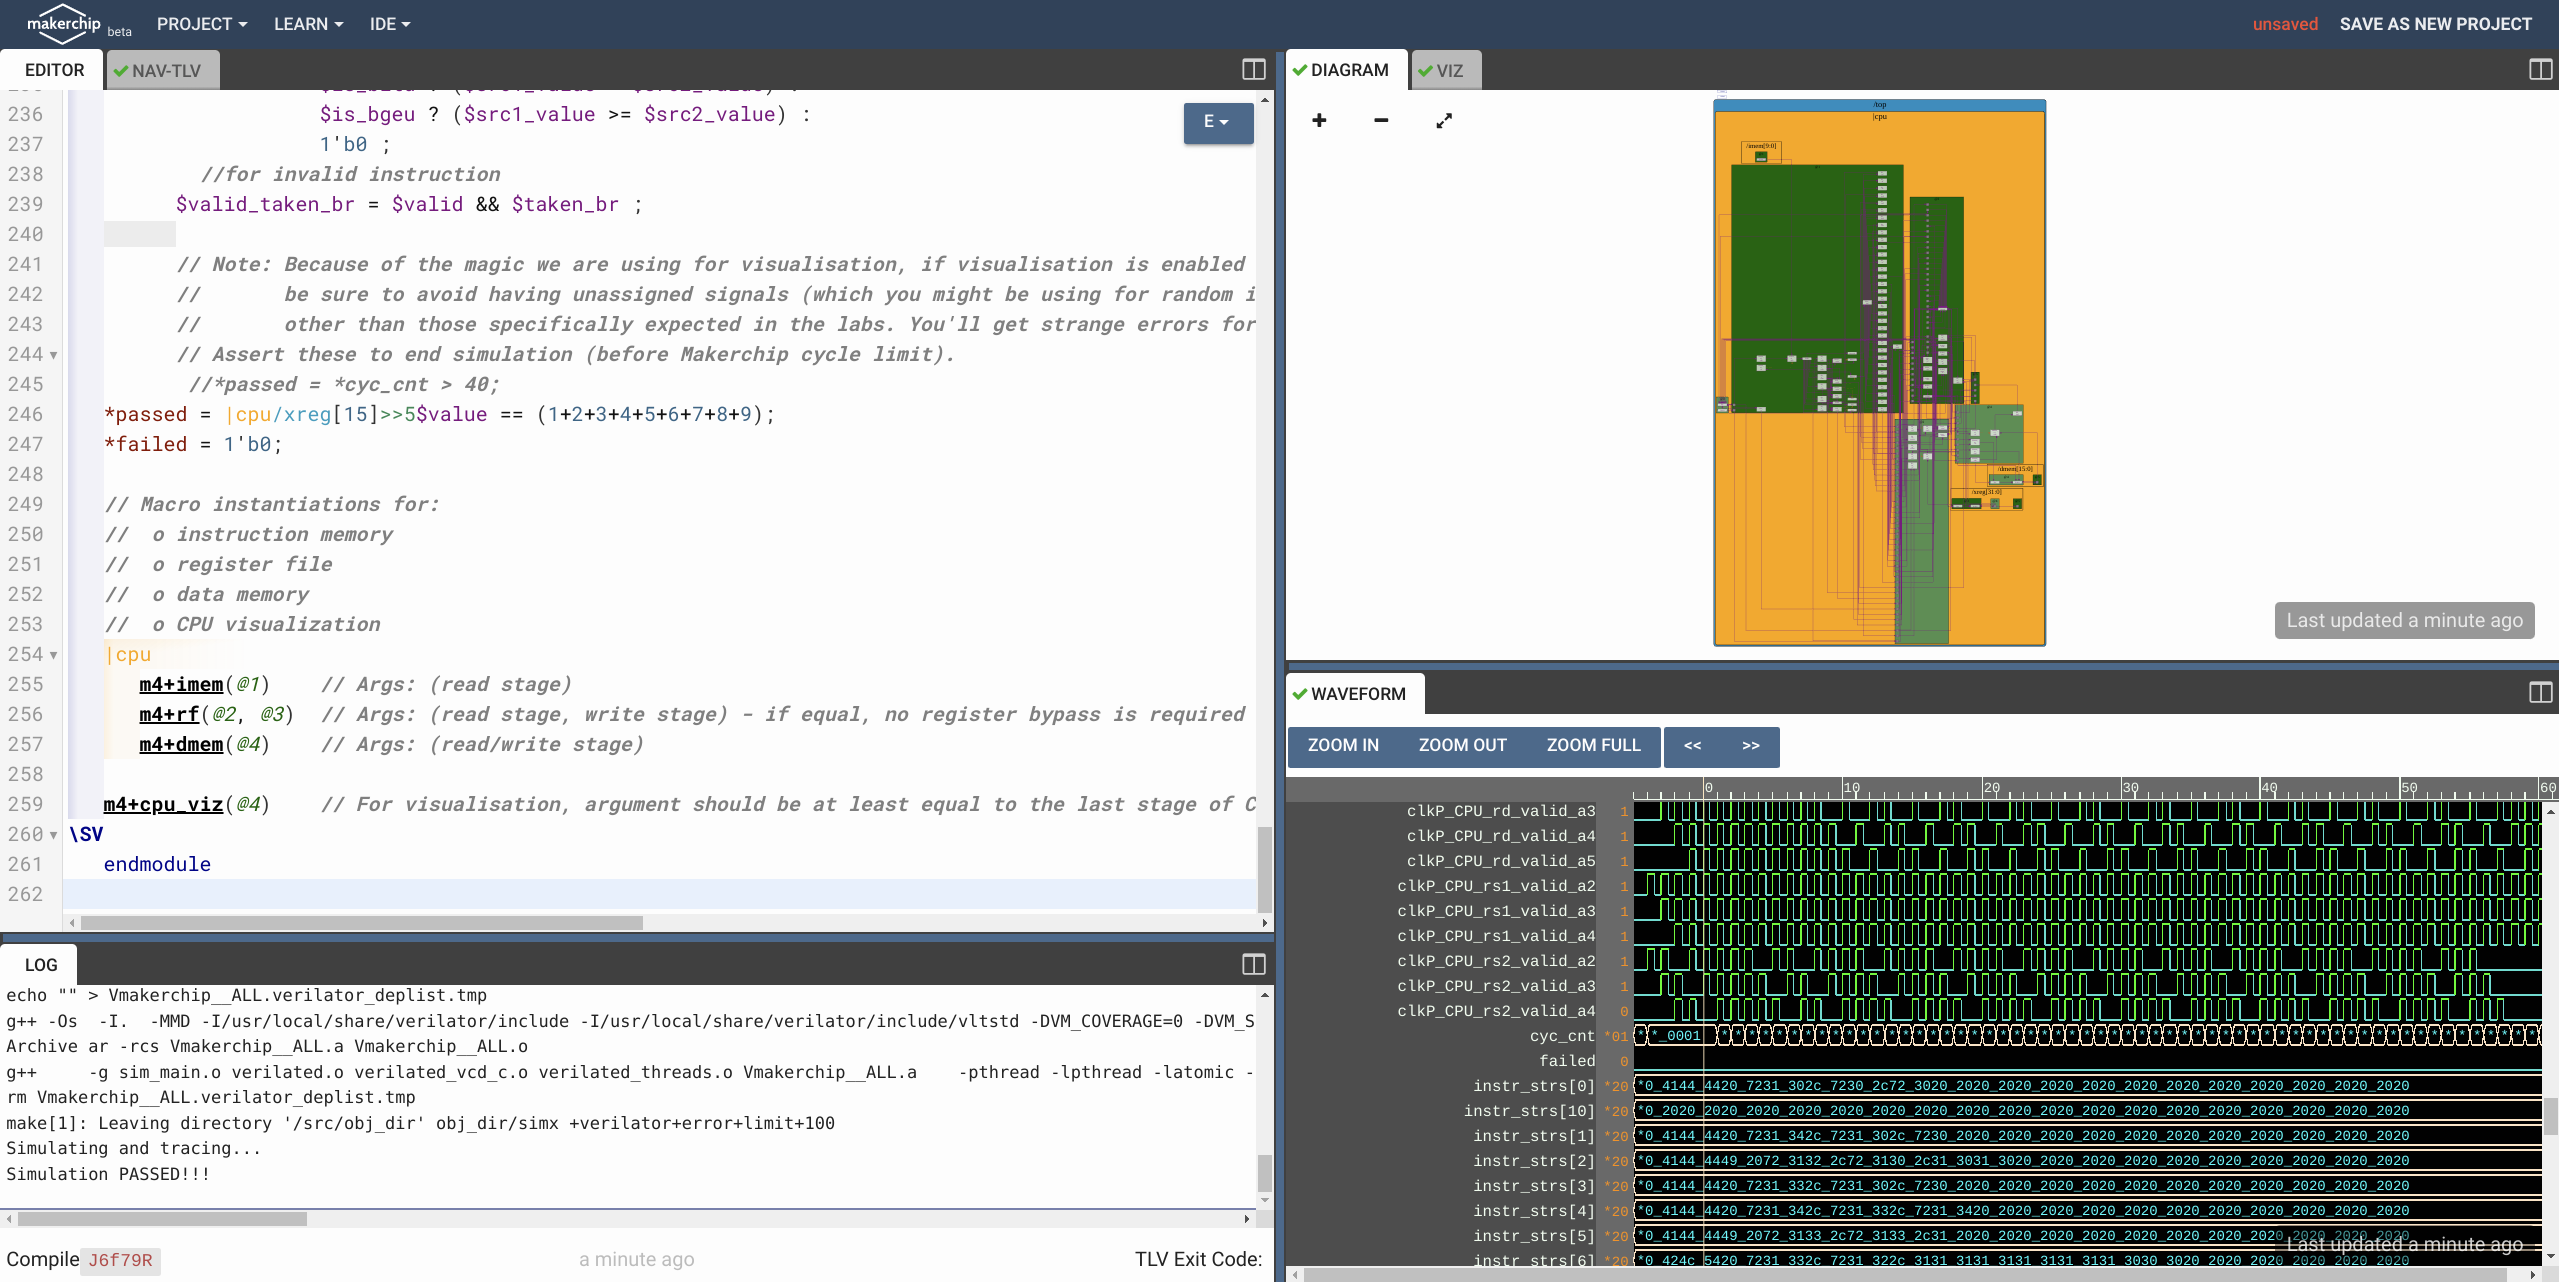 makerchip beta PROJECT LEARN IDE unsaved SAVE AS NEW PROJECT
EDITOR NAV-TLV
236 $is_bgeu ? ($src1_value >= $src2_value) :
237 1'b0 ;
238 //for invalid instruction
239 $valid_taken_br = $valid && $taken_br ;
240
241 // Note: Because of the magic we are using for visualisation, if visualisation is enabled
242 // be sure to avoid having unassigned signals (which you might be using for random i
243 // other than those specifically expected in the labs. You'll get strange errors for
244 // Assert these to end simulation (before Makerchip cycle limit).
245 //*passed = *cyc_cnt > 40;
246 *passed = |cpu/xreg[15]>>5$value == (1+2+3+4+5+6+7+8+9);
247 *failed = 1'b0;
248
249 // Macro instantiations for:
250 // o instruction memory
251 // o register file
252 // o data memory
253 // o CPU visualization
254 |cpu
255 m4+imem(@1) // Args: (read stage)
256 m4+rf(@2, @3) // Args: (read stage, write stage) - if equal, no register bypass is required
257 m4+dmem(@4) // Args: (read/write stage)
258
259 m4+cpu_viz(@4) // For visualisation, argument should be at least equal to the last stage of C
260 \SV
261 endmodule
262
E
LOG
echo "" > Vmakerchip__ALL.verilator_deplist.tmp
g++ -Os -I. -MMD -I/usr/local/share/verilator/include -I/usr/local/share/verilator/include/vltstd -DVM_COVERAGE=0 -DVM_S
Archive ar -rcs Vmakerchip__ALL.a Vmakerchip__ALL.o
g++ -g sim_main.o verilated.o verilated_vcd_c.o verilated_threads.o Vmakerchip__ALL.a -pthread -lpthread -latomic -
rm Vmakerchip__ALL.verilator_deplist.tmp
make[1]: Leaving directory '/src/obj_dir' obj_dir/simx +verilator+error+limit+100
Simulating and tracing...
Simulation PASSED!!!
Compile J6f79R a minute ago TLV Exit Code:
DIAGRAM VIZ
/top
|cpu
/imem[9:0]
/dmem[15:0]
/xreg[31:0]
Last updated a minute ago
WAVEFORM
ZOOM IN ZOOM OUT ZOOM FULL << >>
0 10 20 30 40 50 60
clkP_CPU_rd_valid_a3 1
clkP_CPU_rd_valid_a4 1
clkP_CPU_rd_valid_a5 1
clkP_CPU_rs1_valid_a2 1
clkP_CPU_rs1_valid_a3 1
clkP_CPU_rs1_valid_a4 1
clkP_CPU_rs2_valid_a2 1
clkP_CPU_rs2_valid_a3 1
clkP_CPU_rs2_valid_a4 0
cyc_cnt *01 * *_0001
failed 0
instr_strs[0] *20 *0_4144_4420_7231_302c_7230_2c72_3020_2020_2020_2020_2020_2020_2020_2020_2020
instr_strs[10] *20 *0_2020_2020_2020_2020_2020_2020_2020_2020_2020_2020_2020_2020_2020_2020_2020
instr_strs[1] *20 *0_4144_4420_7231_342c_7231_302c_7230_2020_2020_2020_2020_2020_2020_2020_2020
instr_strs[2] *20 *0_4144_4449_2072_3132_2c72_3130_2c31_3031_3020_2020_2020_2020_2020_2020_2020
instr_strs[3] *20 *0_4144_4420_7231_332c_7231_302c_7230_2020_2020_2020_2020_2020_2020_2020_2020
instr_strs[4] *20 *0_4144_4420_7231_342c_7231_332c_7231_3420_2020_2020_2020_2020_2020_2020_2020
instr_strs[5] *20 *0_4144_4449_2072_3133_2c72_3133_2c31_2020_2020_2020_2020_2020_2020_2020_2020
instr_strs[6] *20 *0_424c_5420_7231_332c_7231_322c_3131_3131_3131_3131_3131_3030_3020_2020_2020
Last updated a minute ago